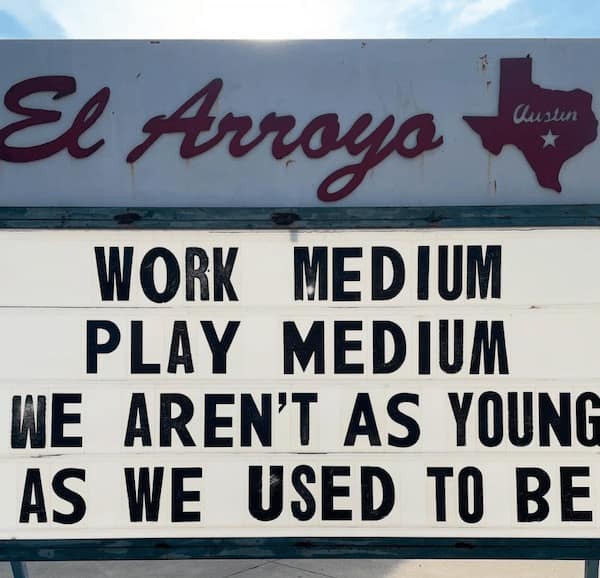 El Arroyo
Austin
WORK MEDIUM
PLAY MEDIUM
WE AREN'T AS YOUNG
AS WE USED TO BE